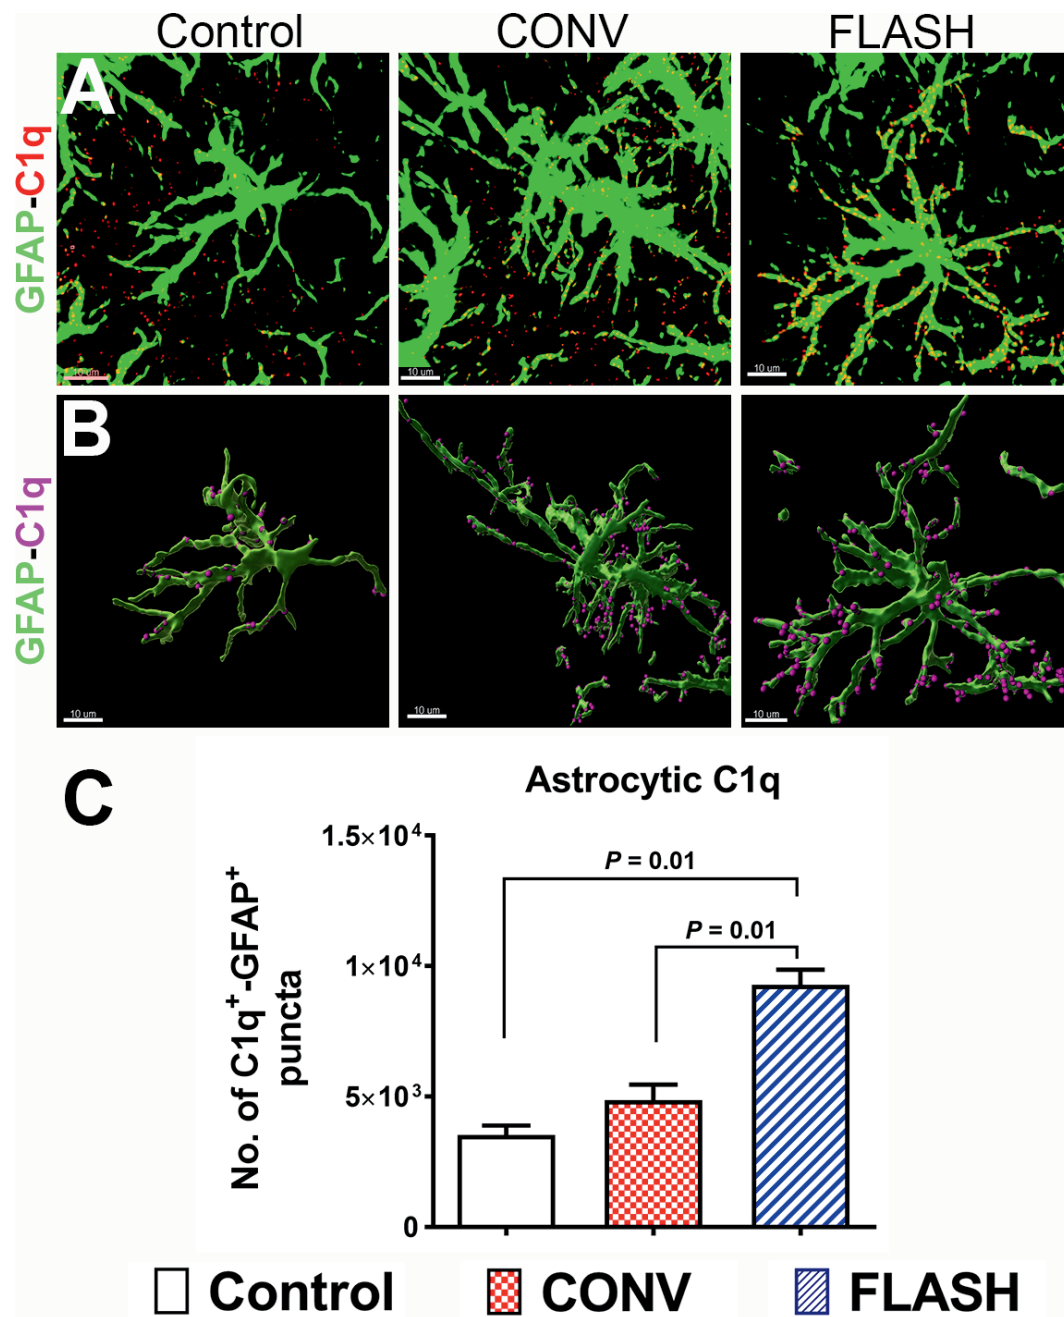 Control CONV FLASH
A
GFAP-C1q
10 um
10 um
10 um
B
GFAP-C1q
10 um
10 um
10 um
C
Astrocytic C1q
No. of C1q⁺-GFAP⁺
puncta
1.5×10⁴
1×10⁴
5×10³
0
P = 0.01
P = 0.01
Control CONV FLASH